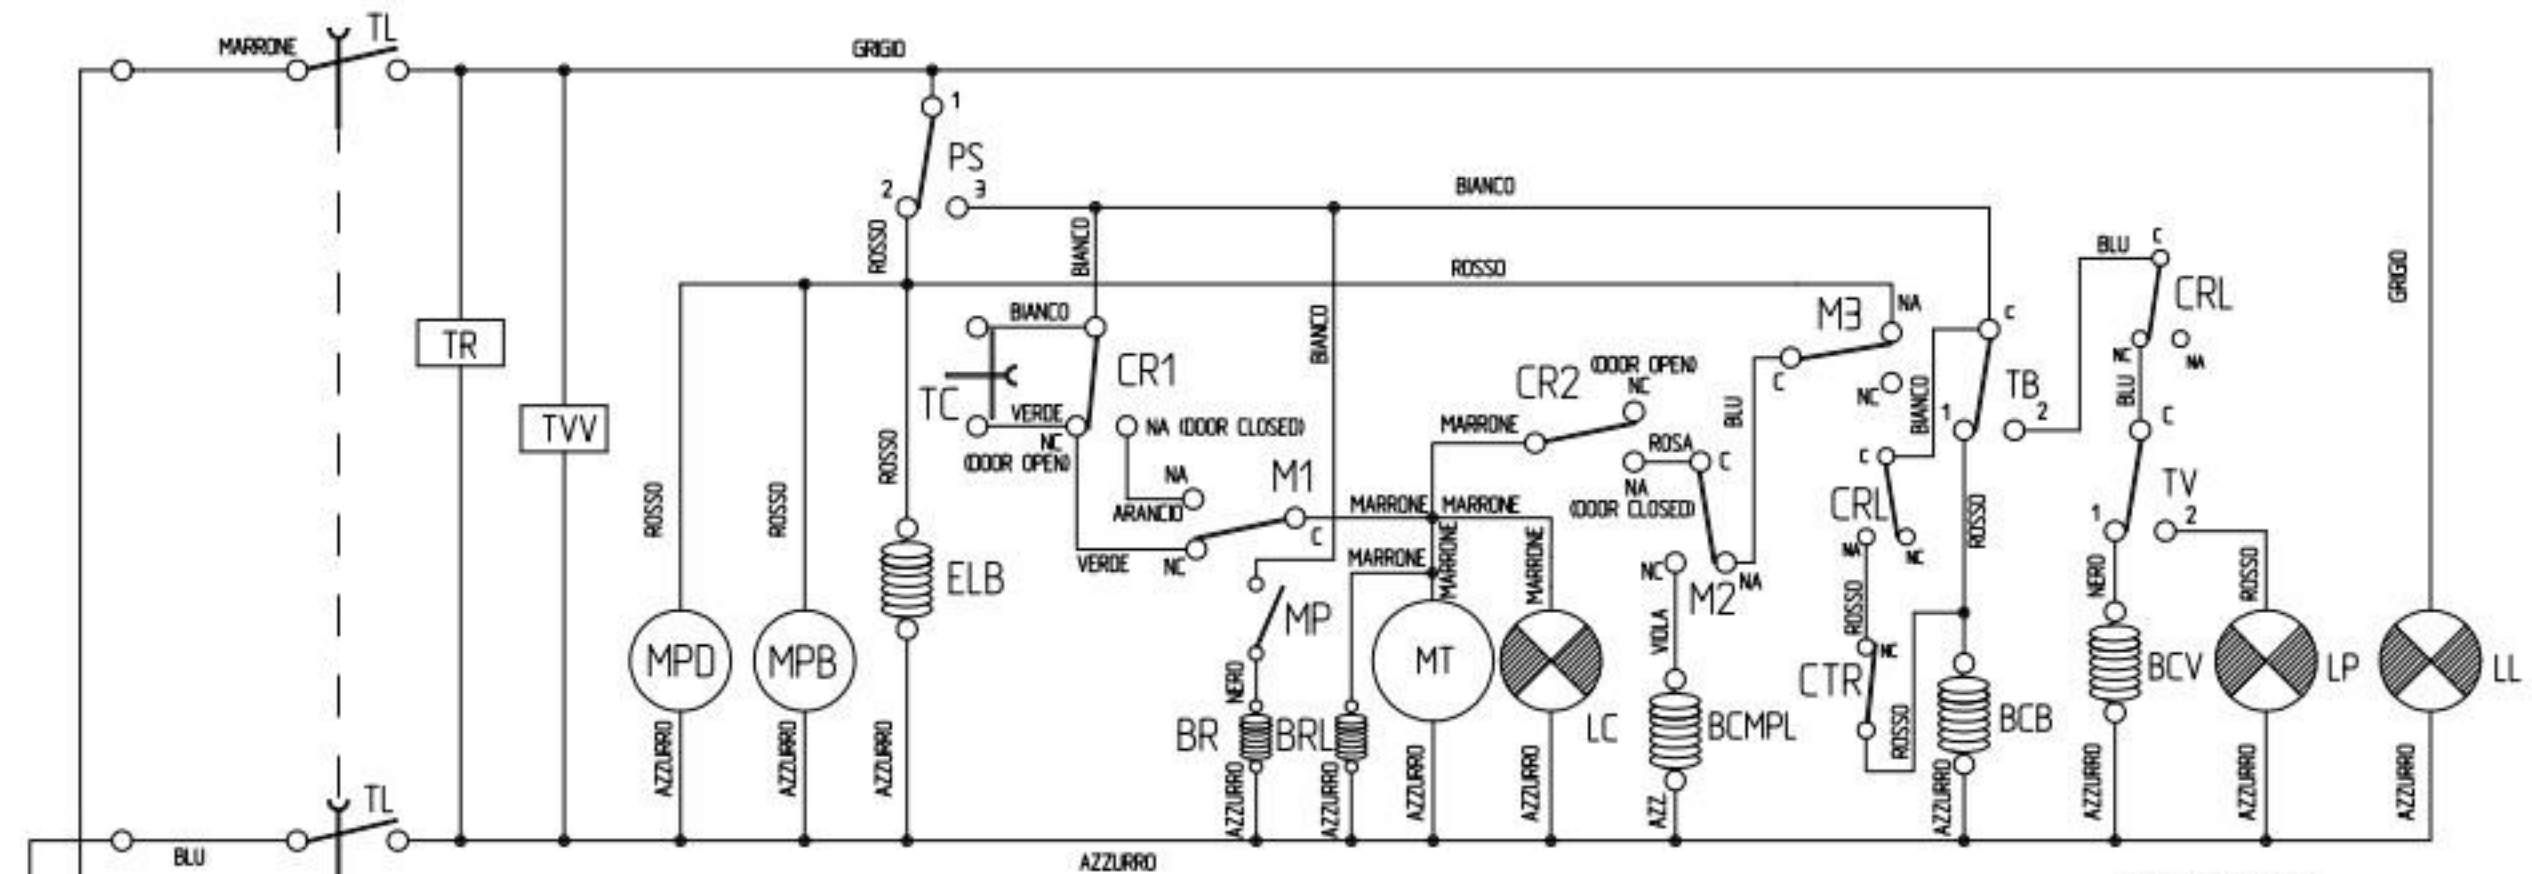 TL
MARRONE
GRIGIO
1
PS
2
3
BIANCO
ROSSO
BIANCO
ROSSO
BLU
C
CRL
NC
NA
GRIGIO
BIANCO
TC
VERDE
CR1
NC
(DOOR OPEN)
NA (DOOR CLOSED)
NA
ARANCIO
M1
C
VERDE
NC
BIANCO
CR2
(DOOR OPEN)
NC
MARRONE
ROSA
C
NA
(DOOR CLOSED)
BLU
M3
NA
C
NC
BIANCO
C
TB
1
2
BLU
C
TV
1
2
TR
TVV
ROSSO
ROSSO
ROSSO
ELB
MARRONE
MARRONE
MARRONE
MARRONE
MARRONE
MP
NC
M2
NA
VIOLA
C
CRL
NA
NC
ROSSO
ROSSO
CTR
NC
ROSSO
NERO
ROSSO
MPD
MPB
NERO
BR
BRL
MT
LC
BCMPL
BCB
BCV
LP
LL
AZZURRO
AZZURRO
AZZURRO
AZZURRO
AZZURRO
AZZURRO
AZZURRO
AZZ.
AZZURRO
AZZURRO
AZZURRO
AZZURRO
TL
BLU
AZZURRO